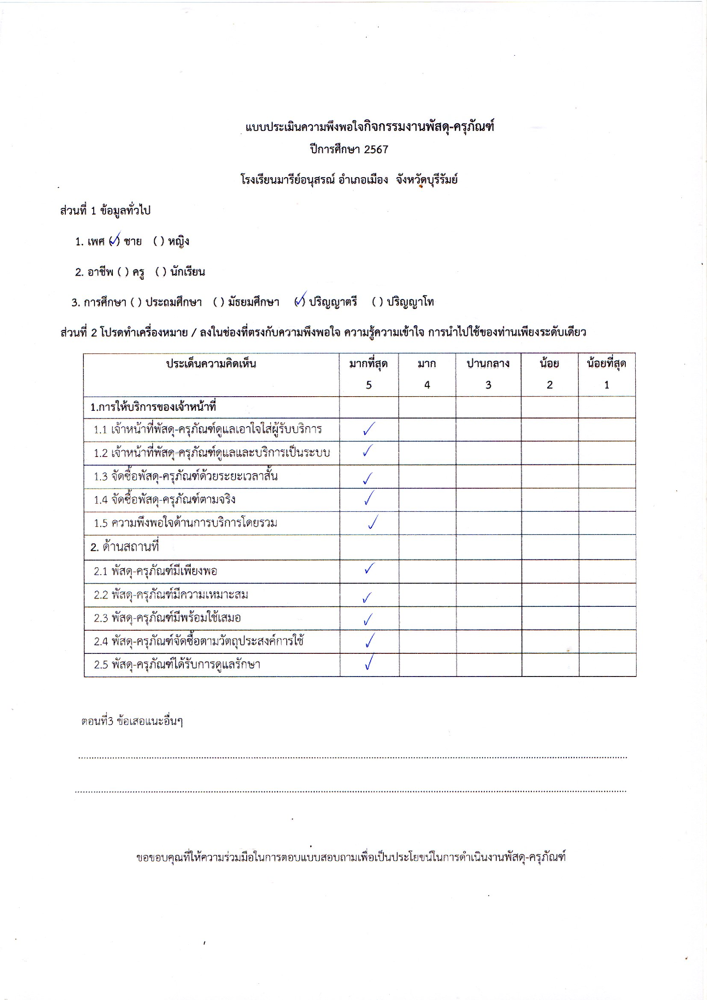 แบบประเมินความพึงพอใจกิจกรรมงานพัสดุ-ครุภัณฑ์
ปีการศึกษา 2567
โรงเรียนมารีย์อนุสรณ์ อำเภอเมือง จังหวัดบุรีรัมย์
ส่วนที่ 1 ข้อมูลทั่วไป
1. เพศ (✓) ชาย ( ) หญิง
2. อาชีพ ( ) ครู ( ) นักเรียน
3. การศึกษา ( ) ประถมศึกษา ( ) มัธยมศึกษา (✓) ปริญญาตรี ( ) ปริญญาโท
ส่วนที่ 2 โปรดทำเครื่องหมาย / ลงในช่องที่ตรงกับความพึงพอใจ ความรู้ความเข้าใจ การนำไปใช้ของท่านเพียงระดับเดียว
ประเด็นความคิดเห็น มากที่สุด มาก ปานกลาง น้อย น้อยที่สุด
5 4 3 2 1
1.การให้บริการของเจ้าหน้าที่
1.1 เจ้าหน้าที่พัสดุ-ครุภัณฑ์ดูแลเอาใจใส่ผู้รับบริการ ✓
1.2 เจ้าหน้าที่พัสดุ-ครุภัณฑ์ดูแลและบริการเป็นระบบ ✓
1.3 จัดซื้อพัสดุ-ครุภัณฑ์ด้วยระยะเวลาสั้น ✓
1.4 จัดซื้อพัสดุ-ครุภัณฑ์ตามจริง ✓
1.5 ความพึงพอใจด้านการบริการโดยรวม ✓
2. ด้านสถานที่
2.1 พัสดุ-ครุภัณฑ์มีเพียงพอ ✓
2.2 พัสดุ-ครุภัณฑ์มีความเหมาะสม ✓
2.3 พัสดุ-ครุภัณฑ์มีพร้อมใช้เสมอ ✓
2.4 พัสดุ-ครุภัณฑ์จัดซื้อตามวัตถุประสงค์การใช้ ✓
2.5 พัสดุ-ครุภัณฑ์ได้รับการดูแลรักษา ✓
ตอนที่3 ข้อเสอแนะอื่นๆ
ขอขอบคุณที่ให้ความร่วมมือในการตอบแบบสอบถามเพื่อเป็นประโยขน์ในการดำเนินงานพัสดุ-ครุภัณฑ์